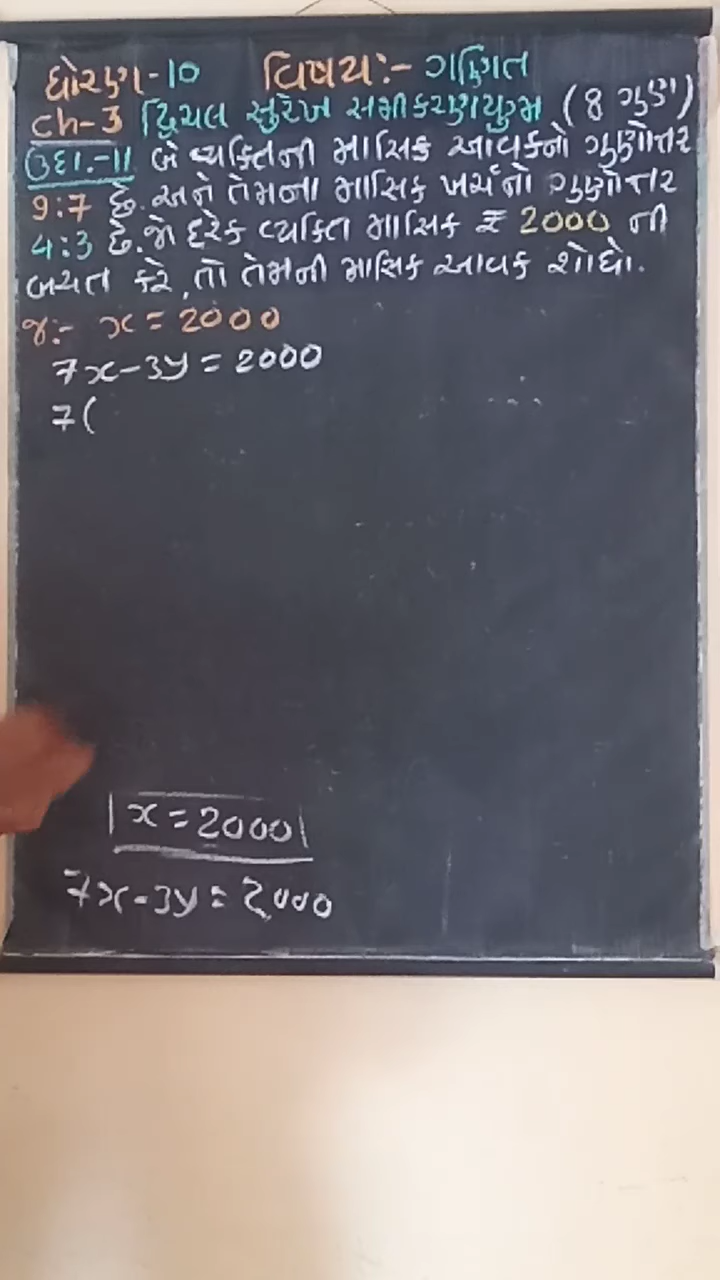 ધોરણ-10 વિષય:- ગણિત
ch-3 દ્વિચલ સુરેખ સમીકરણયુગ્મ (8 ગુણ)
ઉદા.-11 બે વ્યક્તિની માસિક આવકનો ગુણોત્તર
9:7 છે. અને તેમના માસિક ખર્ચનો ગુણોત્તર
4:3 છે. જો દરેક વ્યક્તિ માસિક ₹ 2000 ની
બચત કરે, તો તેમની માસિક આવક શોધો.
જ:- x = 2000
7x - 3y = 2000
7(
x = 2000
7x - 3y = 2000